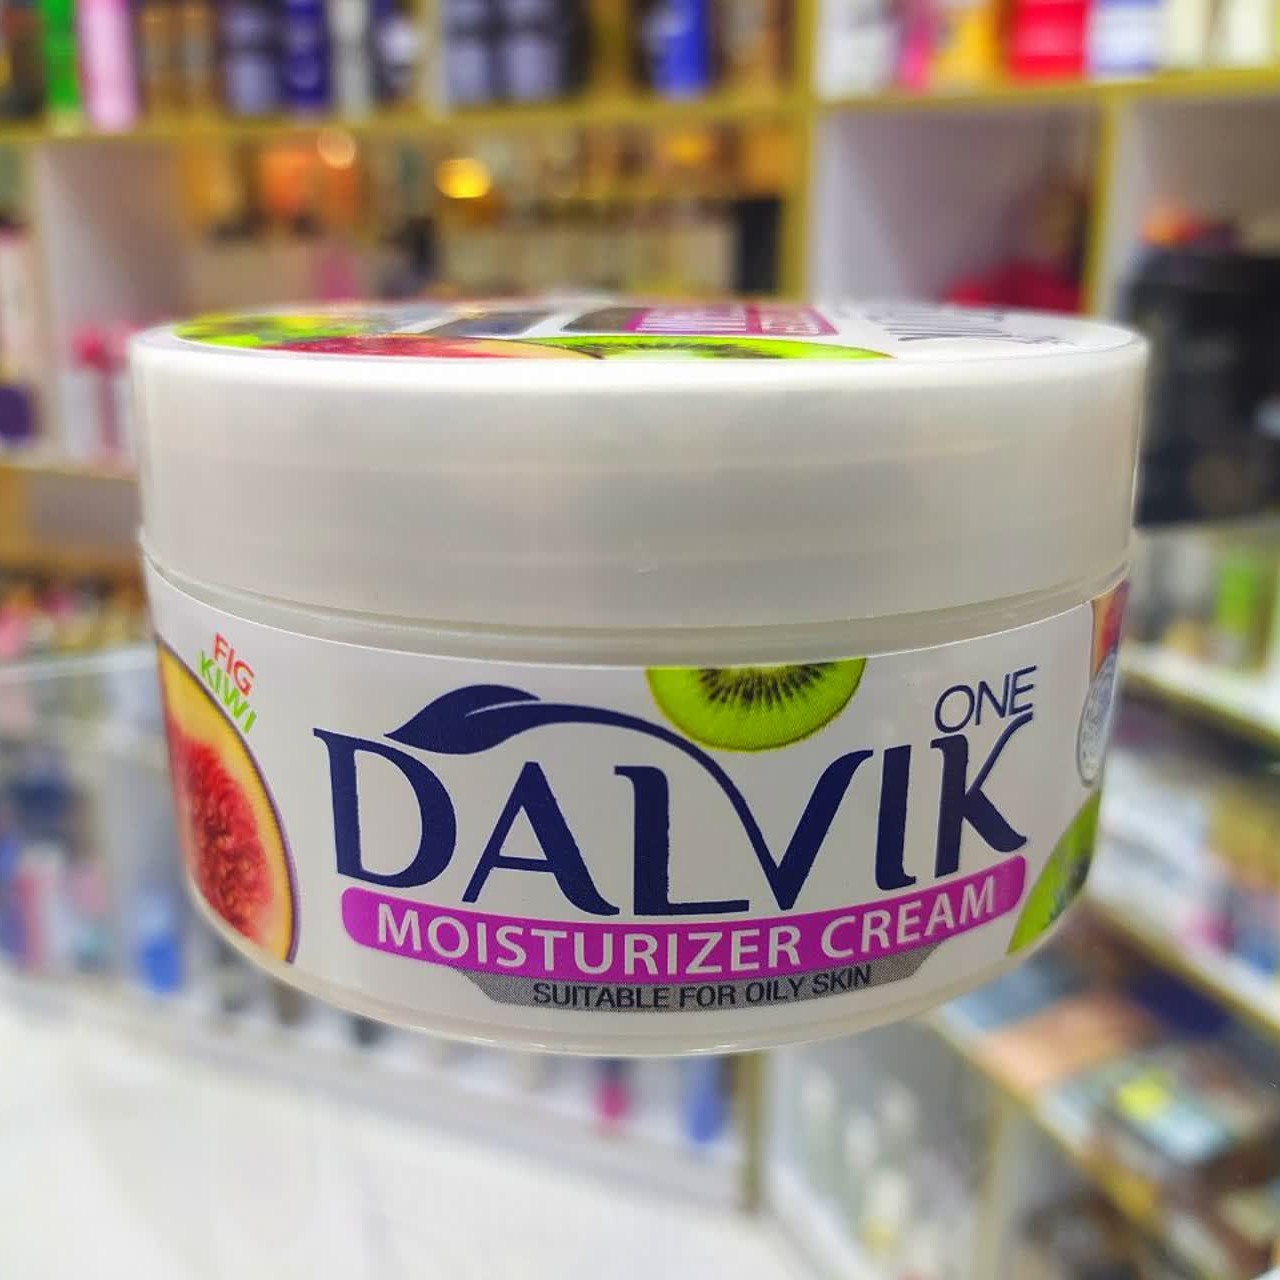 FIG
KIWI
ONE
DALVIK
MOISTURIZER CREAM
SUITABLE FOR OILY SKIN